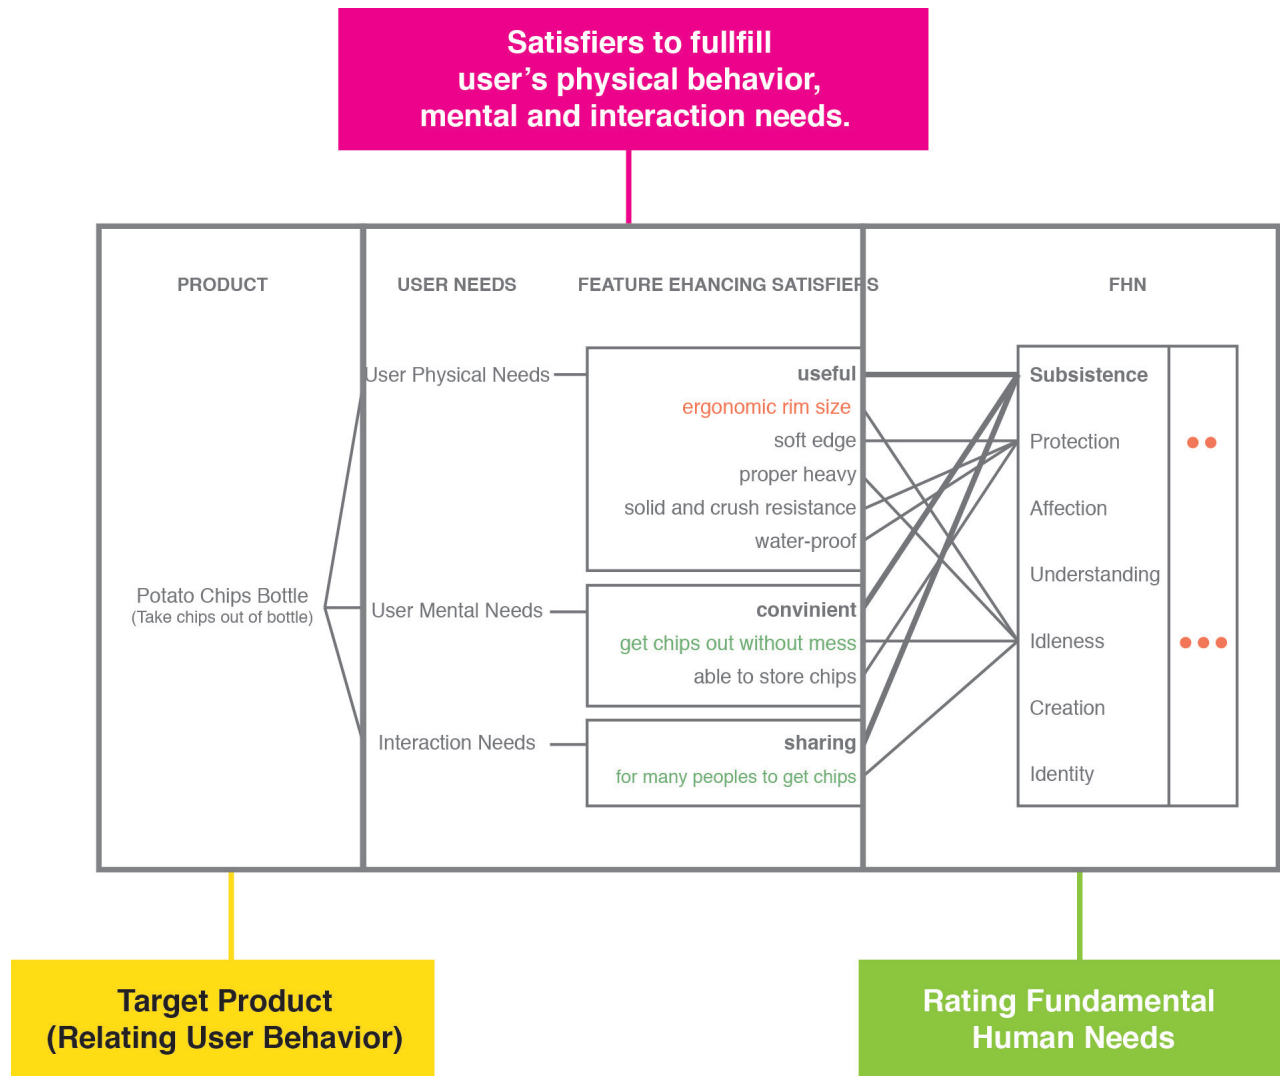 Satisfiers to fullfill
user’s physical behavior,
mental and interaction needs.
PRODUCT
USER NEEDS
FEATURE EHANCING SATISFIERS
FHN
User Physical Needs
useful
ergonomic rim size
soft edge
proper heavy
solid and crush resistance
water-proof
Potato Chips Bottle
(Take chips out of bottle)
User Mental Needs
convinient
get chips out without mess
able to store chips
Interaction Needs
sharing
for many peoples to get chips
Subsistence
Protection
Affection
Understanding
Idleness
Creation
Identity
Target Product
(Relating User Behavior)
Rating Fundamental
Human Needs